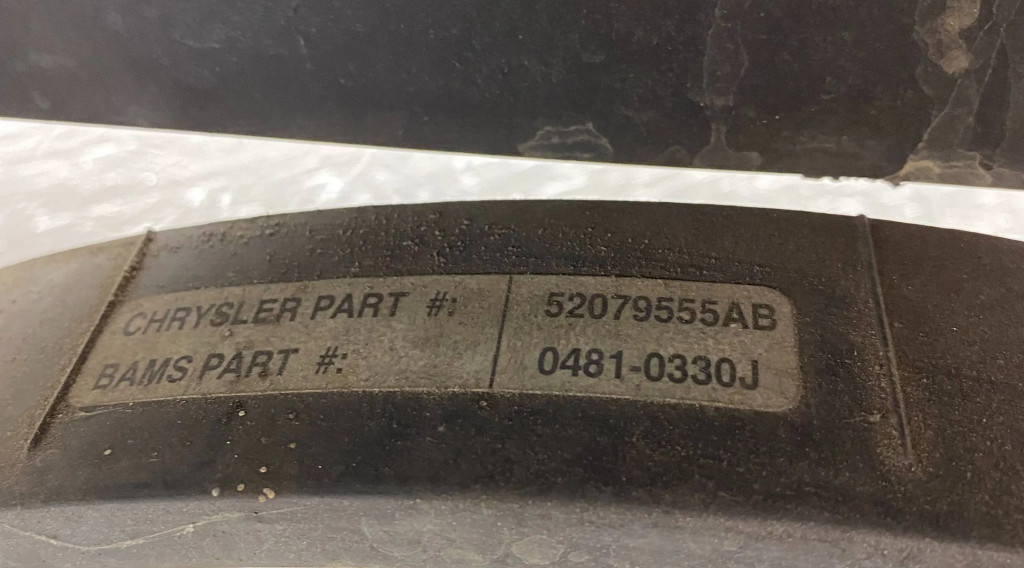 CHRYSLER PART #: 52079555AB
BAMS PART #: 0481-0330J